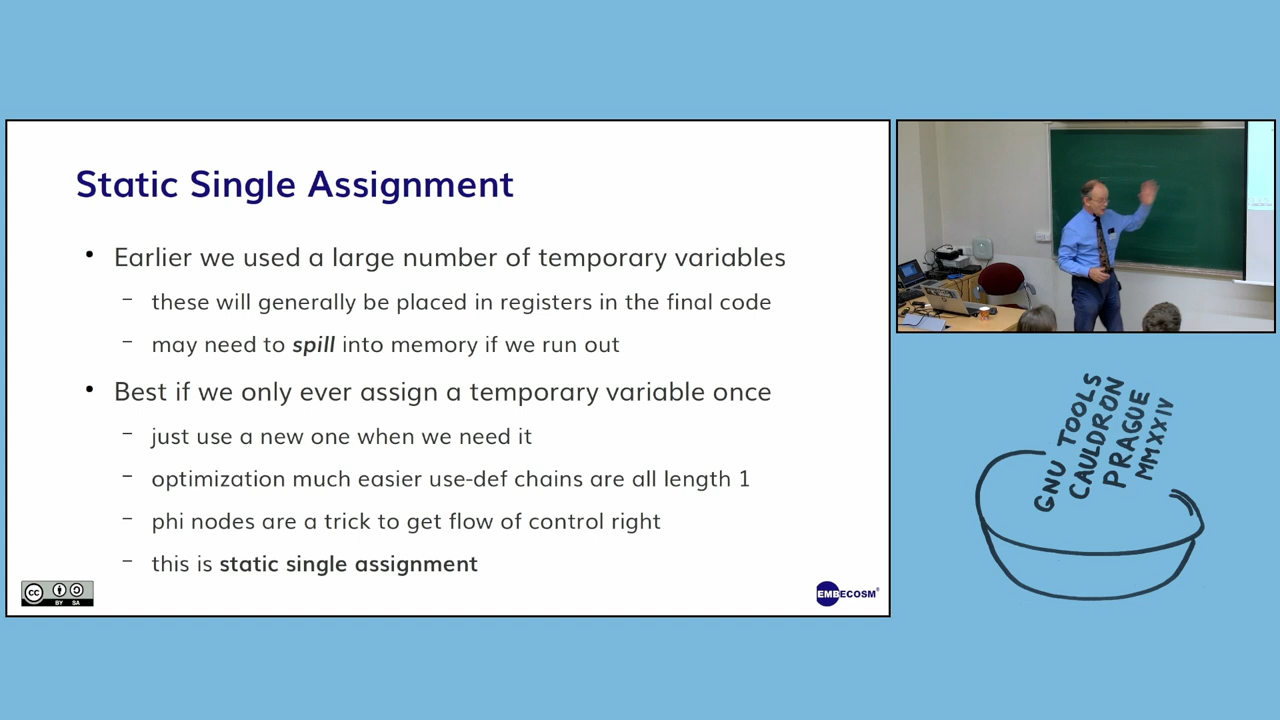 Static Single Assignment
• Earlier we used a large number of temporary variables
– these will generally be placed in registers in the final code
– may need to spill into memory if we run out
• Best if we only ever assign a temporary variable once
– just use a new one when we need it
– optimization much easier use-def chains are all length 1
– phi nodes are a trick to get flow of control right
– this is static single assignment
CC BY SA
EMBECOSM®
GNU TOOLS
CAULDRON
PRAGUE
MMXXIV